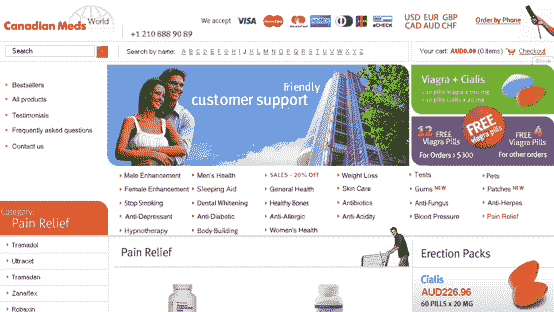 Canadian Meds World
We accept VISA
USD EUR GBP
CAD AUD CHF
Order by Phone
+1 210 888 90 89
Search
Search by name: A B C D E F G H I J K L M N O P Q R S T U V W X Y Z
Your cart: AUD0.00 (0 items) Checkout
Bestsellers
All products
Testimonials
Frequently asked questions
Contact us
friendly
customer support
Viagra + Cialis
12 FREE
Viagra Pills
For Orders > $300
FREE
Viagra pills
4 FREE
Viagra Pills
For other orders
Male Enhancement
Female Enhancement
Stop Smoking
Anti-Depressant
Hypnotherapy
Men's Health
Sleeping Aid
Dental Whitening
Anti-Diabetic
Body-Building
SALES - 20% OFF
General Health
Healthy Bones
Anti-Allergic
Women's Health
Weight Loss
Skin Care
Antibiotics
Anti-Acidity
Tests
Gums NEW
Anti-Fungus
Blood Pressure
Pets
Patches NEW
Anti-Herpes
Pain Relief
Category:
Pain Relief
Tramadol
Ultracet
Transden
Zanaflex
Robaxin
Pain Relief
Erection Packs
Cialis
AUD226.96
60 PILLS x 20 MG